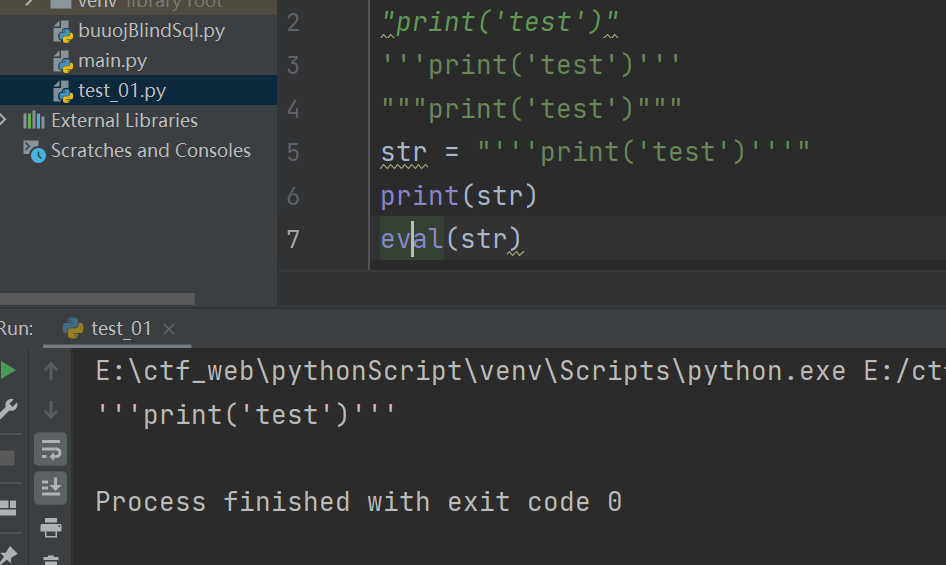 venv library root
buuojBlindSql.py
main.py
test_01.py
External Libraries
Scratches and Consoles
2 "print('test')"
3 '''print('test')'''
4 """print('test')"""
5 str = "'''print('test')'''"
6 print(str)
7 eval(str)
Run: test_01
E:\ctf_web\pythonScript\venv\Scripts\python.exe E:/ct
'''print('test')'''
Process finished with exit code 0